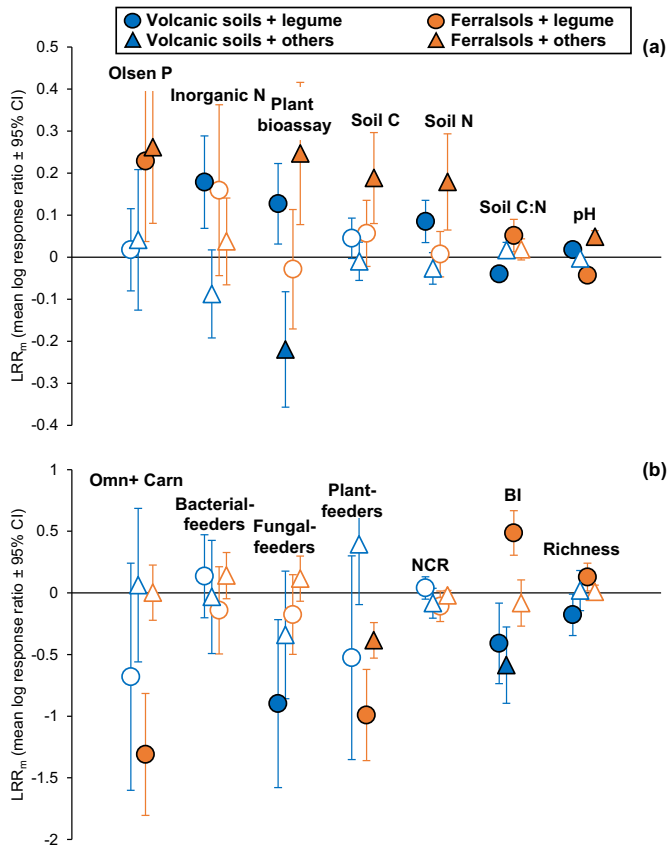 Volcanic soils + legume
Ferralsols + legume
Volcanic soils + others
Ferralsols + others
(a)
LRRm (mean log response ratio ± 95% CI)
0.5
0.4
0.3
0.2
0.1
0
-0.1
-0.2
-0.3
-0.4
Olsen P
Inorganic N
Plant
bioassay
Soil C
Soil N
Soil C:N
pH
(b)
LRRm (mean log response ratio ± 95% CI)
1
0.5
0
-0.5
-1
-1.5
-2
Omn+ Carn
Bacterial-
feeders
Fungal-
feeders
Plant-
feeders
NCR
BI
Richness